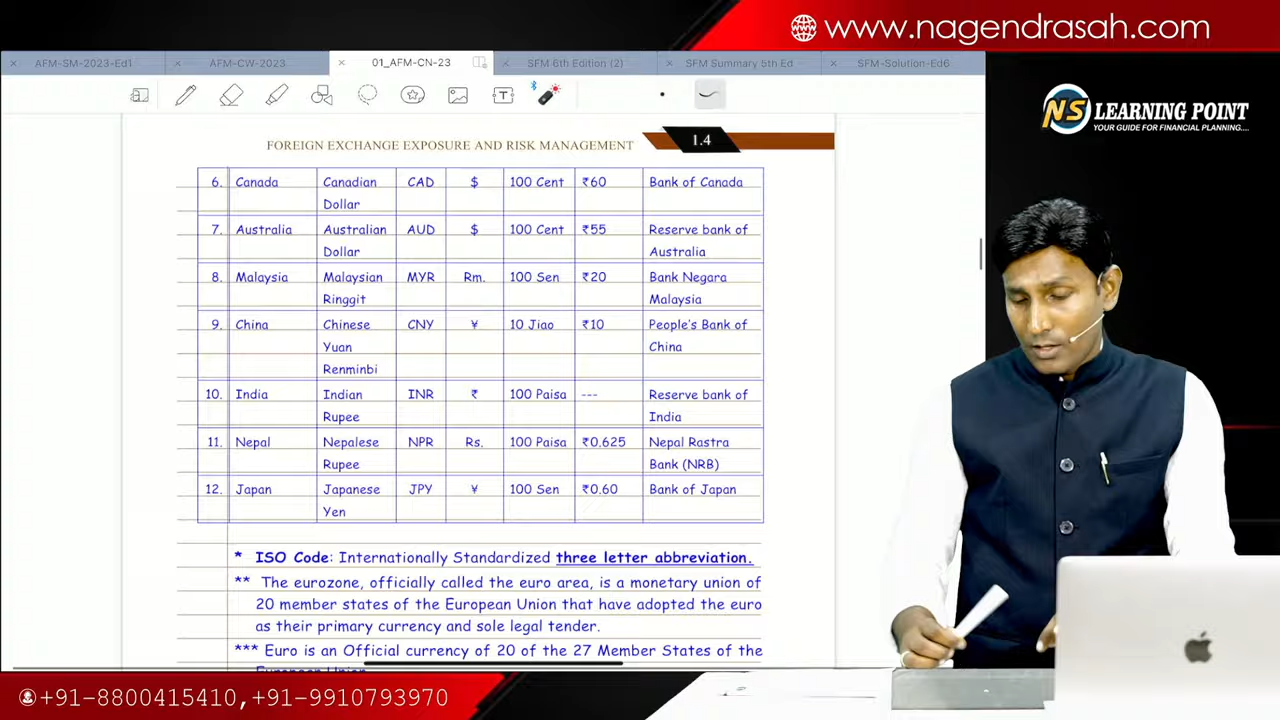 www.nagendrasah.com
AFM-SM-2023-Ed1
AFM-CW-2023
01_AFM-CN-23
SFM 6th Edition (2)
SFM Summary 5th Ed
SFM-Solution-Ed6
NS LEARNING POINT
YOUR GUIDE FOR FINANCIAL PLANNING....
FOREIGN EXCHANGE EXPOSURE AND RISK MANAGEMENT 1.4
6. Canada Canadian CAD $ 100 Cent ₹60 Bank of Canada
Dollar
7. Australia Australian AUD $ 100 Cent ₹55 Reserve bank of
Dollar Australia
8. Malaysia Malaysian MYR Rm. 100 Sen ₹20 Bank Negara
Ringgit Malaysia
9. China Chinese CNY ¥ 10 Jiao ₹10 People's Bank of
Yuan China
Renminbi
10. India Indian INR ₹ 100 Paisa --- Reserve bank of
Rupee India
11. Nepal Nepalese NPR Rs. 100 Paisa ₹0.625 Nepal Rastra
Rupee Bank (NRB)
12. Japan Japanese JPY ¥ 100 Sen ₹0.60 Bank of Japan
Yen
* ISO Code: Internationally Standardized three letter abbreviation.
** The eurozone, officially called the euro area, is a monetary union of
20 member states of the European Union that have adopted the euro
as their primary currency and sole legal tender.
*** Euro is an Official currency of 20 of the 27 Member States of the
European Union
+91-8800415410,+91-9910793970